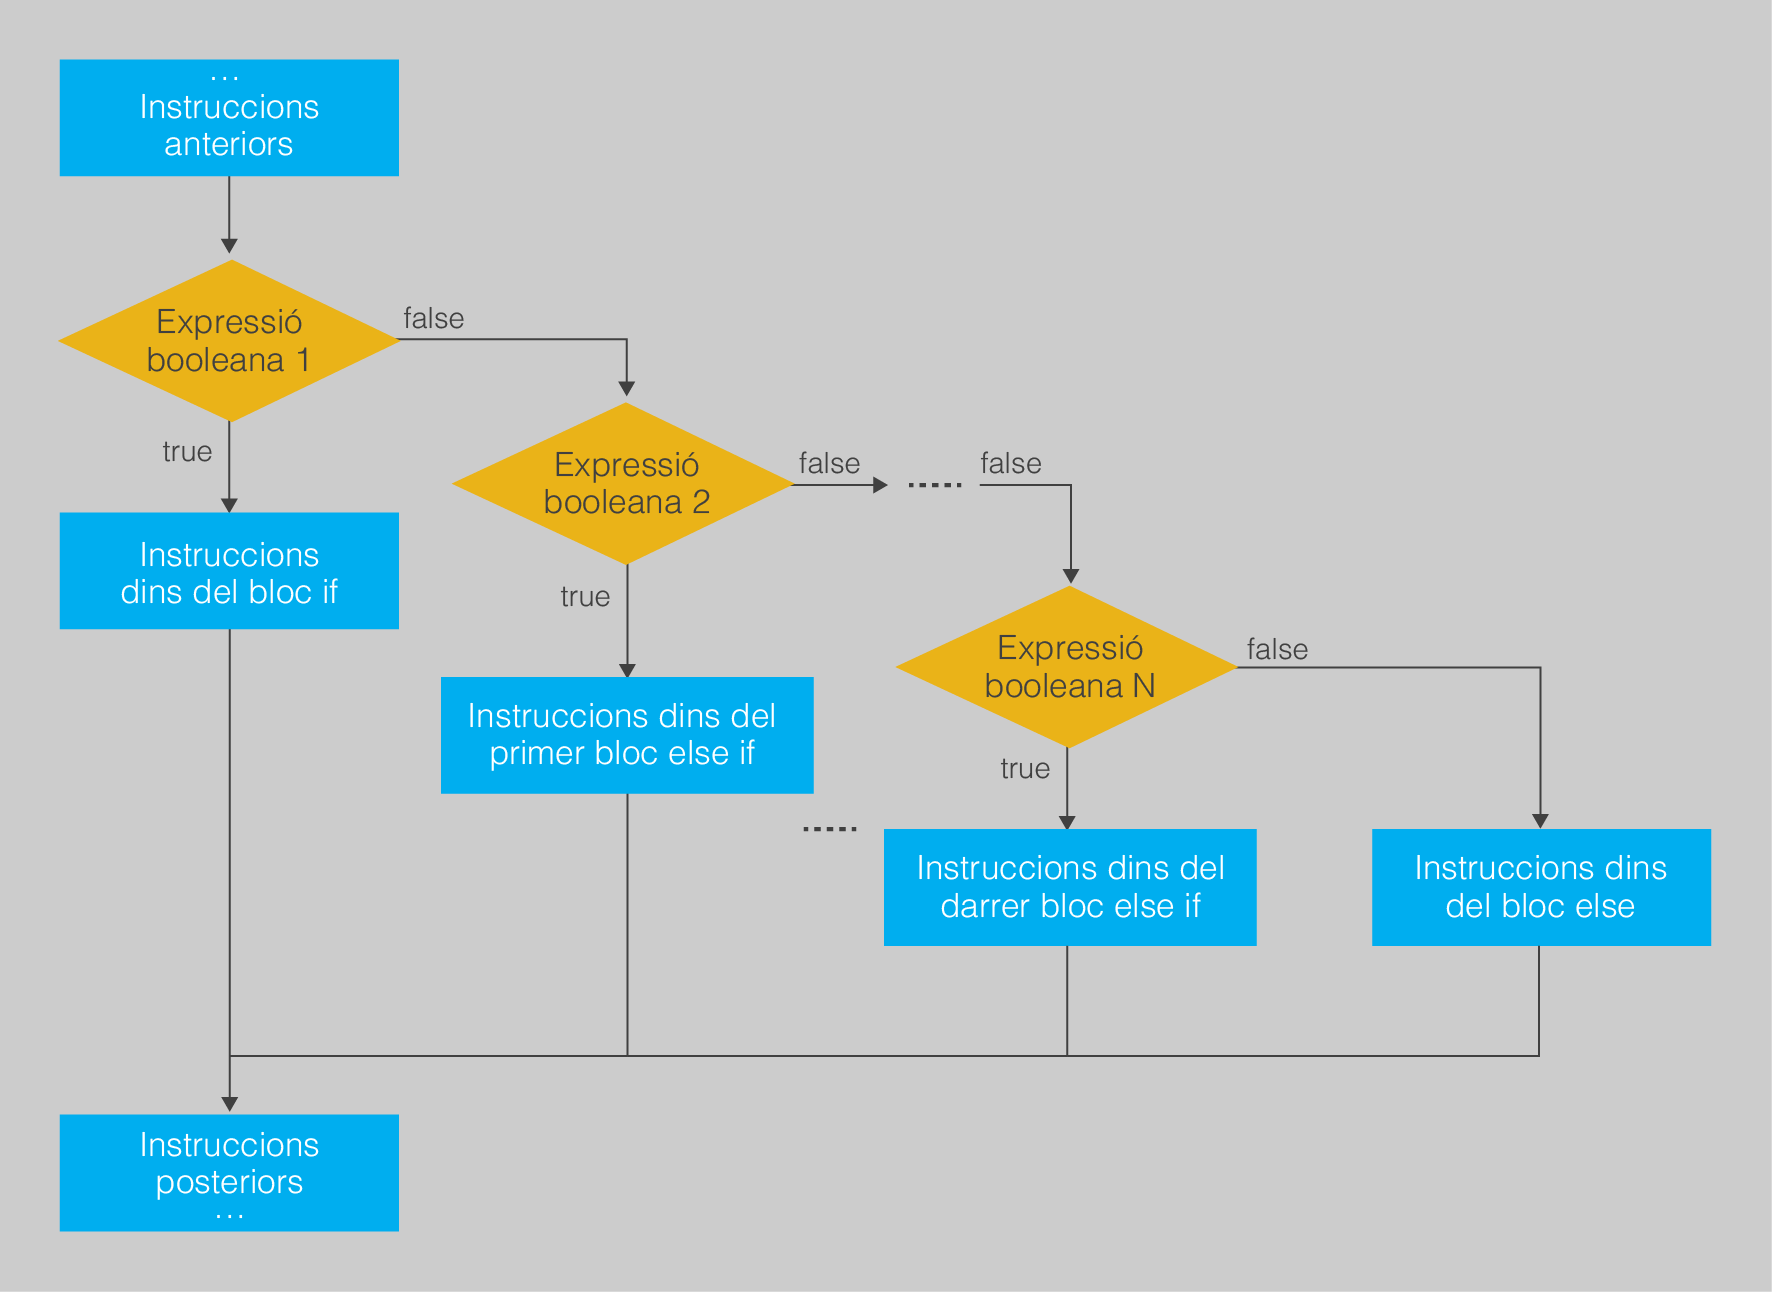 ...
Instruccions
anteriors
Expressió
booleana 1
false
true
Instruccions
dins del bloc if
Expressió
booleana 2
false
false
true
Instruccions dins del
primer bloc else if
Expressió
booleana N
false
true
Instruccions dins del
darrer bloc else if
Instruccions dins
del bloc else
Instruccions
posteriors
...